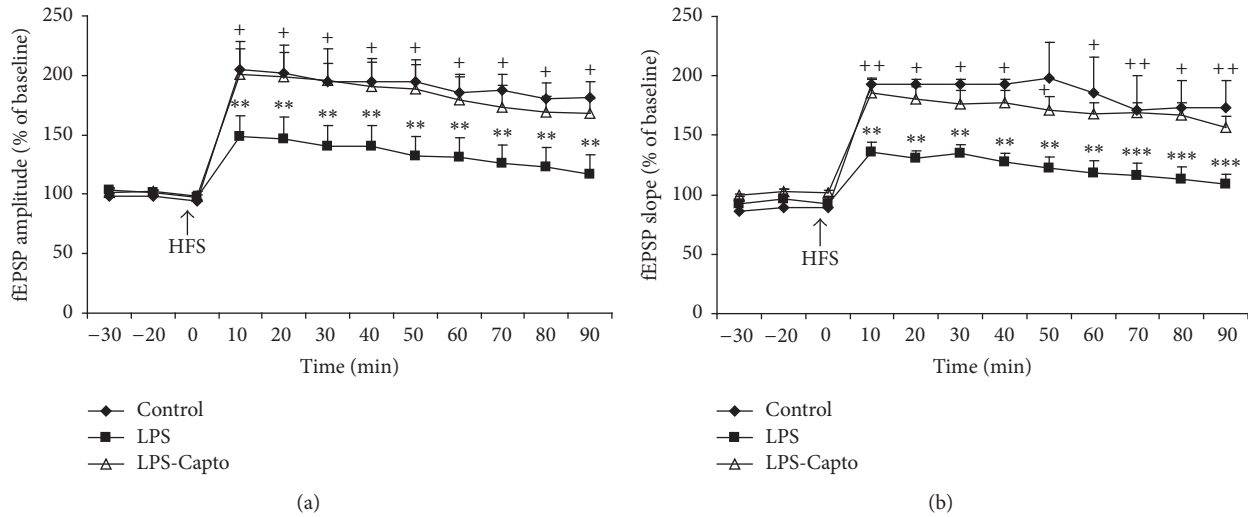 250
200
150
100
50
0
fEPSP amplitude (% of baseline)
+ + + + + + + + +
** ** ** ** ** ** ** ** **
HFS
−30 −20 0 10 20 30 40 50 60 70 80 90
Time (min)
Control
LPS
LPS-Capto
(a)
250
200
150
100
50
0
fEPSP slope (% of baseline)
++ + + + + + ++ + ++
** ** ** ** ** ** *** *** ***
HFS
−30 −20 0 10 20 30 40 50 60 70 80 90
Time (min)
Control
LPS
LPS-Capto
(b)